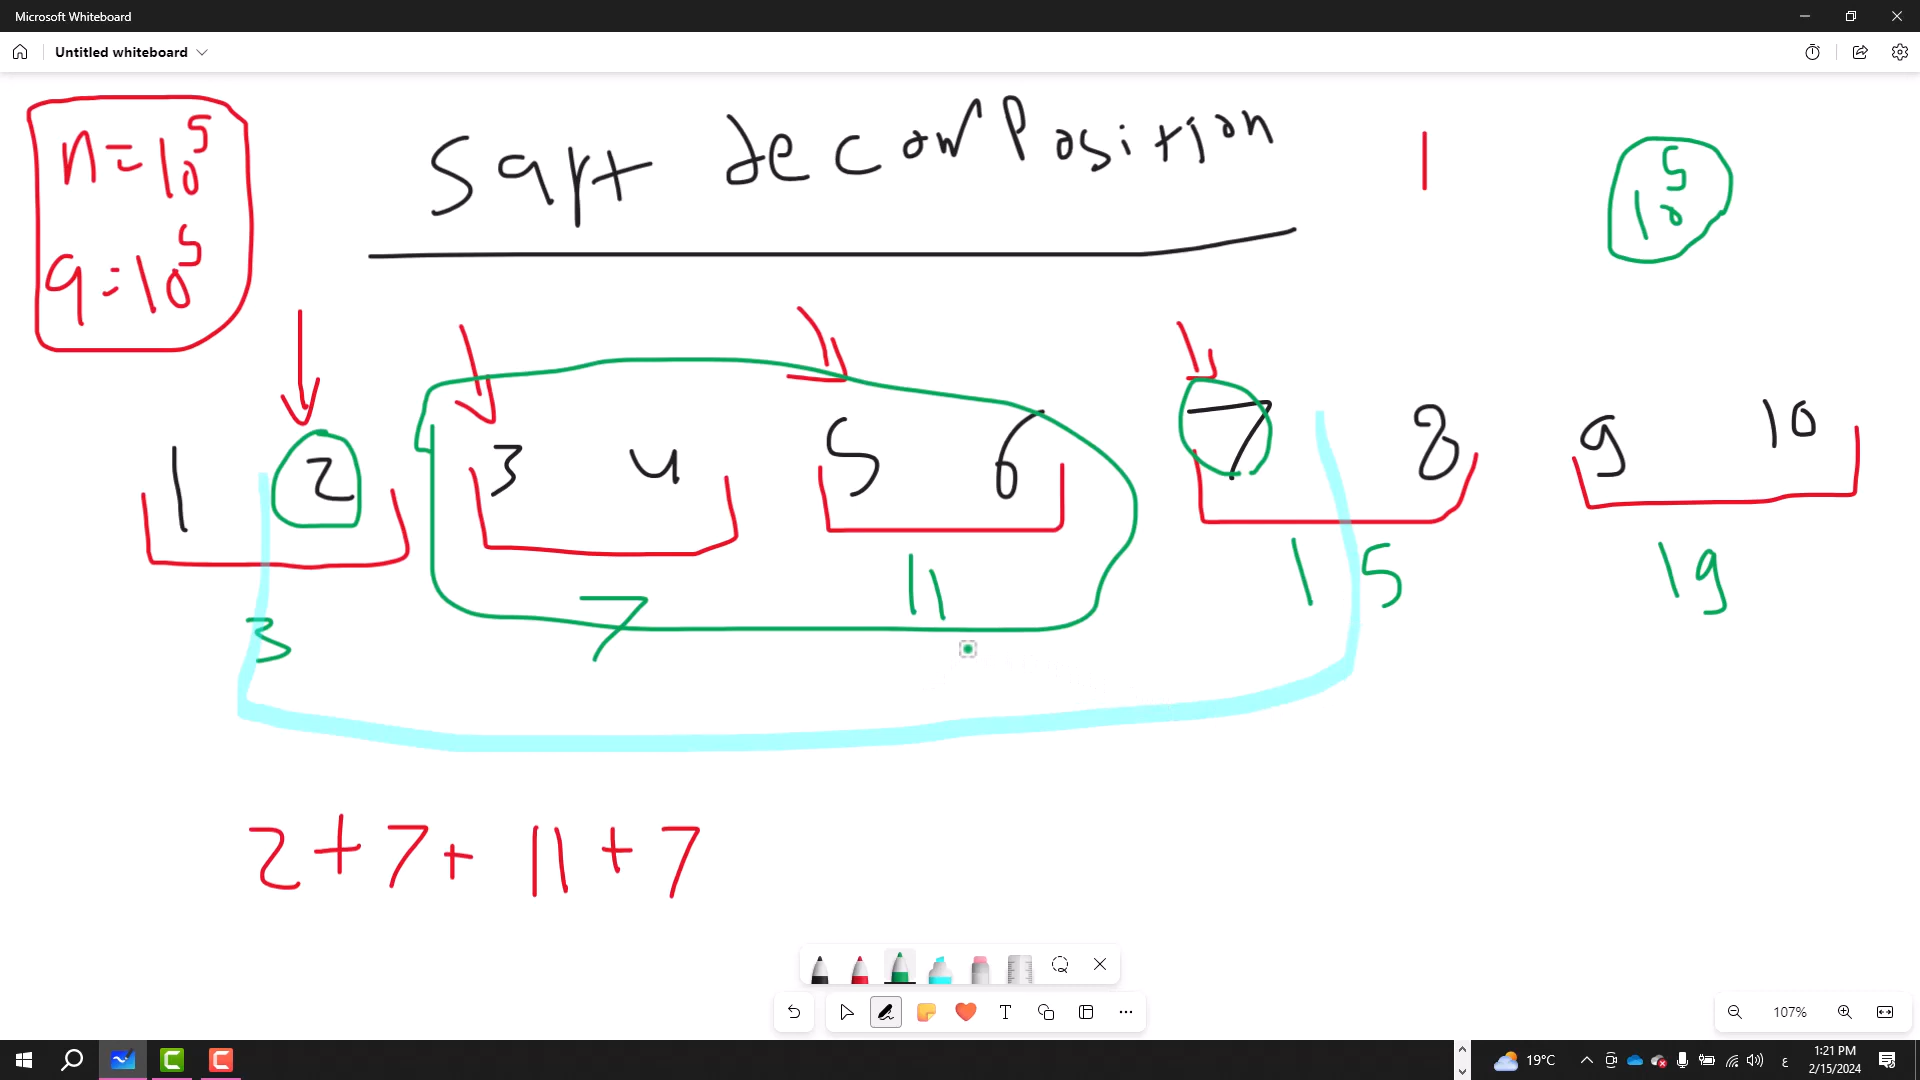 Microsoft Whiteboard
Untitled whiteboard
n=10^5
q=10^5
Sqrt decomposition
1
10^5
1 2 3 4 5 6 7 8 9 10
3 7 11 15 19
2+7+11+7
107%
19°C
ع
1:21 PM
2/15/2024